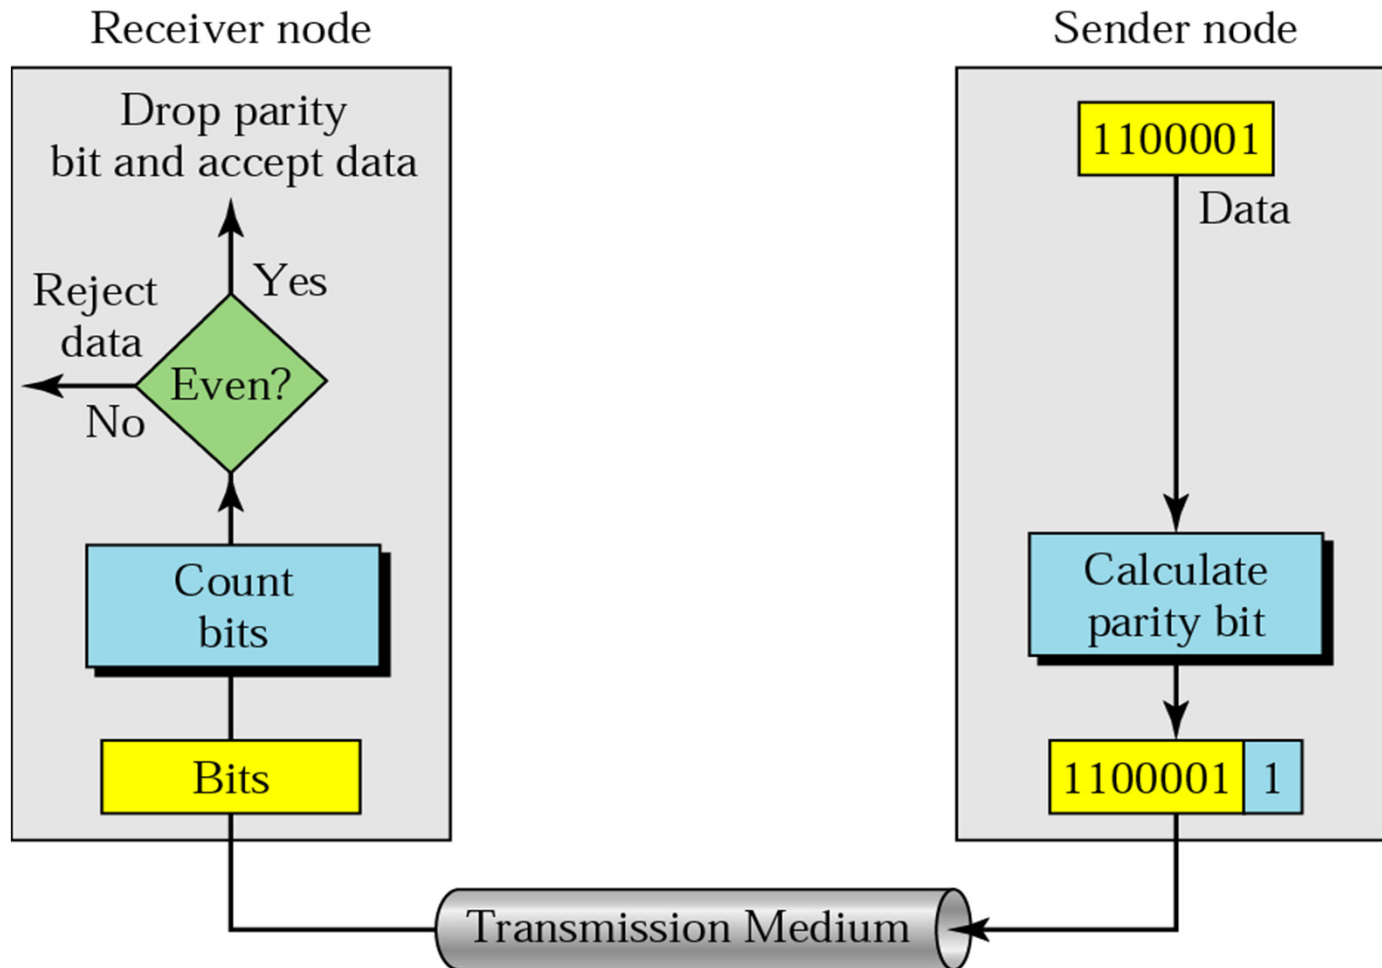 Receiver node
Drop parity
bit and accept data
Yes
Reject
data
Even?
No
Count
bits
Bits
Sender node
1100001
Data
Calculate
parity bit
1100001 1
Transmission Medium